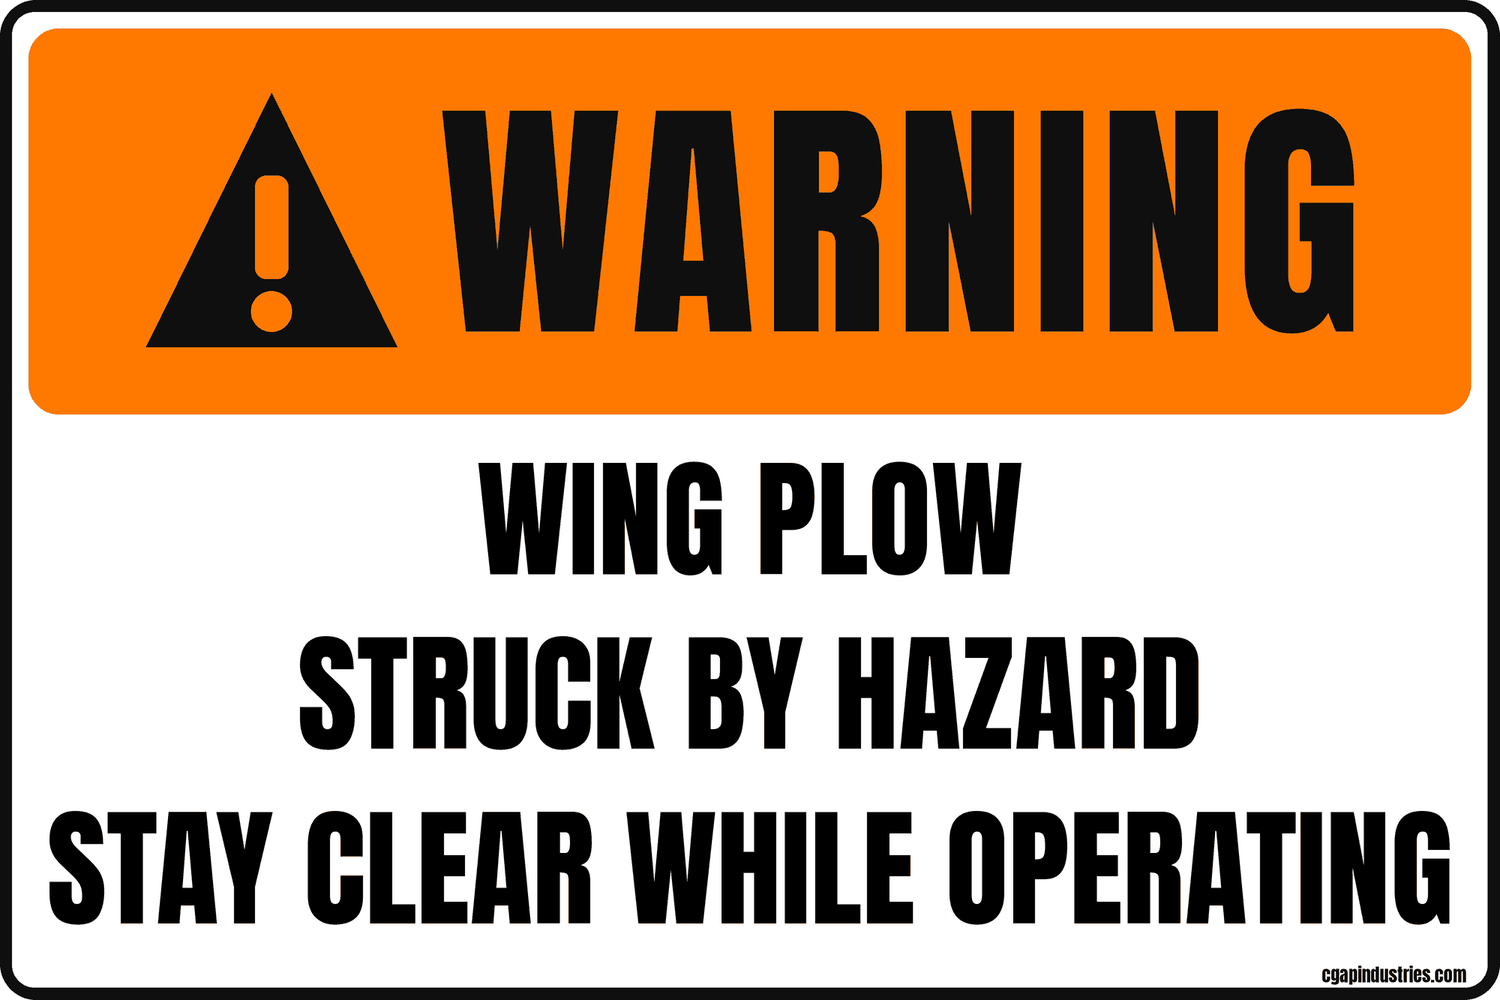 WARNING
WING PLOW
STRUCK BY HAZARD
STAY CLEAR WHILE OPERATING
cgapindustries.com